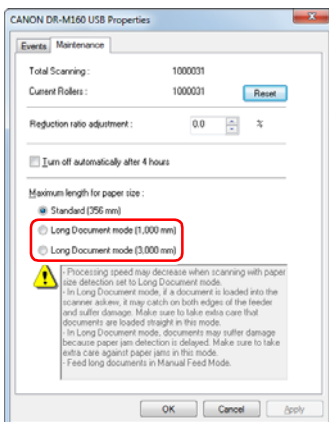 CANON DR-M160 USB Properties
Events Maintenance
Total Scanning : 1000031
Current Rollers : 1000031 Reset
Reduction ratio adjustment : 0.0 %
Turn off automatically after 4 hours
Maximum length for paper size :
Standard (356 mm)
Long Document mode (1,000 mm)
Long Document mode (3,000 mm)
- Processing speed may decrease when scanning with paper
size detection set to Long Document mode.
- In Long Document mode, if a document is loaded into the
scanner askew, it may catch on both edges of the feeder
and suffer damage. Make sure to take extra care that
documents are loaded straight in this mode.
- In Long Document mode, documents may suffer damage
because paper jam detection is delayed. Make sure to take
extra care against paper jams in this mode.
- Feed long documents in Manual Feed Mode.
OK Cancel Apply